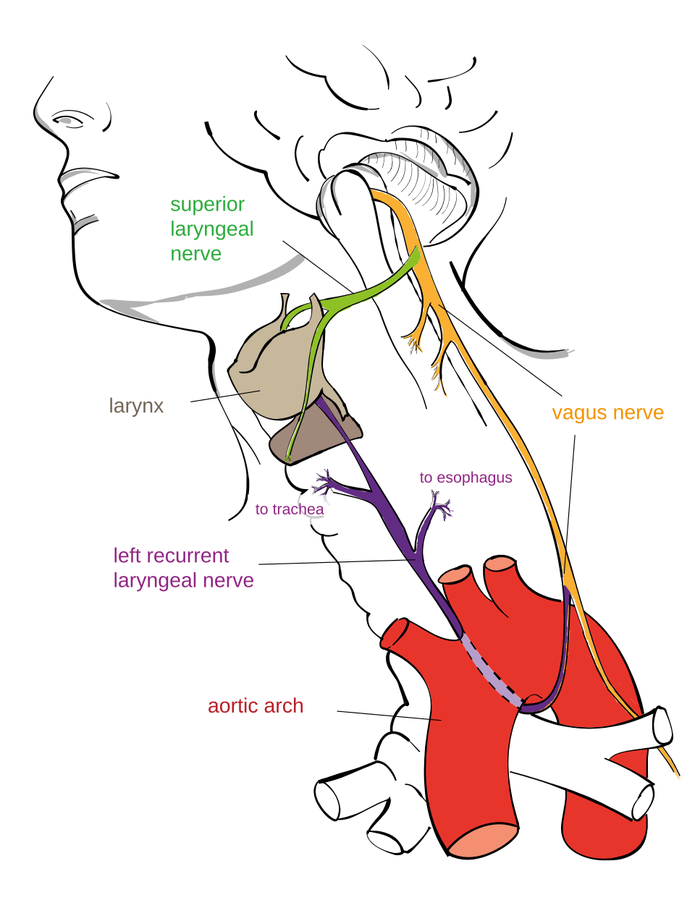 superior
laryngeal
nerve
larynx
vagus nerve
to esophagus
to trachea
left recurrent
laryngeal nerve
aortic arch